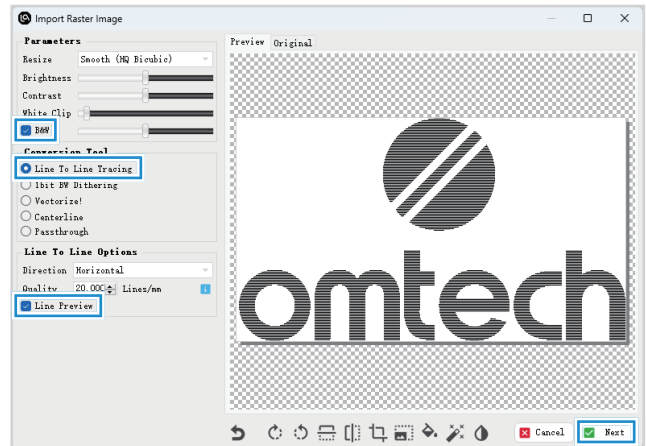 Import Raster Image
Parameters
Resize Smooth (HQ Bicubic)
Brightness
Contrast
White Clip
B&W
Conversion Tool
Line To Line Tracing
1bit BW Dithering
Vectorize!
Centerline
Passthrough
Line To Line Options
Direction Horizontal
Quality 20.000 Lines/mm
Line Preview
Preview Original
omtech
Cancel Next